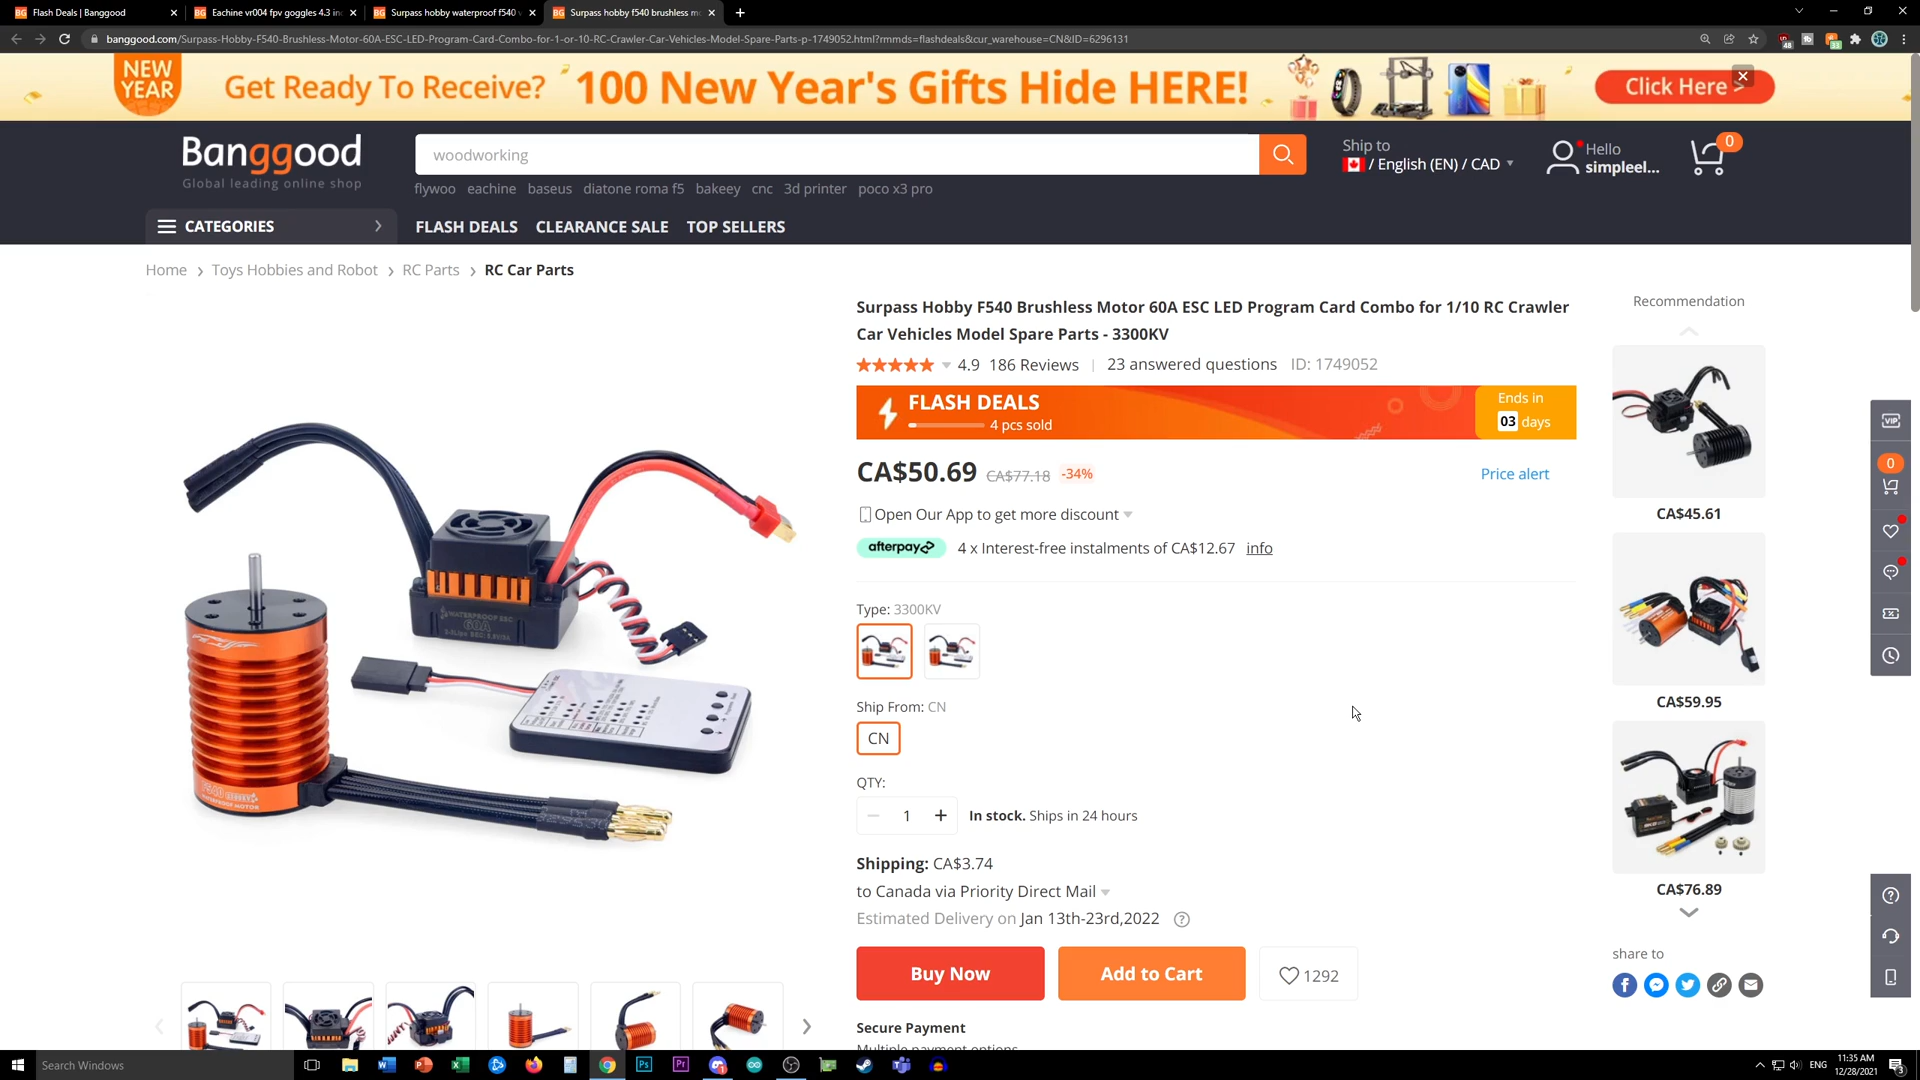 Flash Deals | Banggood
Eachine vr004 fpv goggles 4.3 in
Surpass hobby waterproof f540 v
Surpass hobby f540 brushless m
banggood.com/Surpass-Hobby-F540-Brushless-Motor-60A-ESC-LED-Program-Card-Combo-for-1-or-10-RC-Crawler-Car-Vehicles-Model-Spare-Parts-p-1749052.html?rmmds=flashdeals&cur_warehouse=CN&ID=6296131
48
33
NEW
YEAR
Get Ready To Receive? 100 New Year's Gifts Hide HERE!
Click Here >
Banggood
Global leading online shop
woodworking
flywoo eachine baseus diatone roma f5 bakeey cnc 3d printer poco x3 pro
Ship to
/ English (EN) / CAD
Hello
simpleel...
0
CATEGORIES
FLASH DEALS CLEARANCE SALE TOP SELLERS
Home > Toys Hobbies and Robot > RC Parts > RC Car Parts
Surpass Hobby F540 Brushless Motor 60A ESC LED Program Card Combo for 1/10 RC Crawler
Car Vehicles Model Spare Parts - 3300KV
4.9 186 Reviews | 23 answered questions ID: 1749052
FLASH DEALS
4 pcs sold
Ends in
03 days
CA$50.69 CA$77.18 -34%
Price alert
Open Our App to get more discount
afterpay 4 x Interest-free instalments of CA$12.67 info
Type: 3300KV
Ship From: CN
CN
QTY:
1
In stock. Ships in 24 hours
Shipping: CA$3.74
to Canada via Priority Direct Mail
Estimated Delivery on Jan 13th-23rd,2022
Buy Now
Add to Cart
1292
Secure Payment
Multiple payment options
WATERPROOF ESC
60A
Recommendation
CA$45.61
CA$59.95
CA$76.89
share to
VIP
0
Search Windows
ENG
11:35 AM
12/28/2021
3